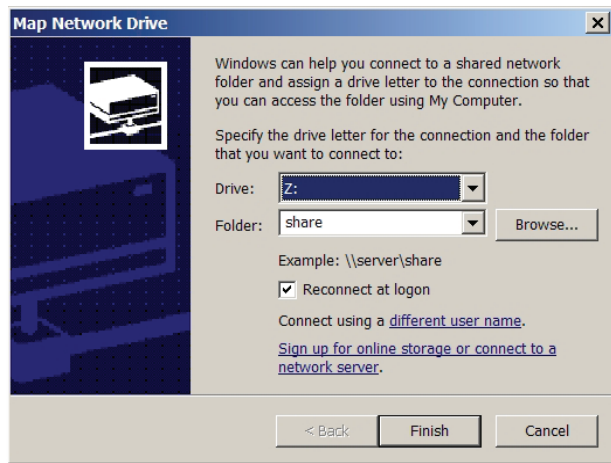 Map Network Drive
Windows can help you connect to a shared network
folder and assign a drive letter to the connection so that
you can access the folder using My Computer.
Specify the drive letter for the connection and the folder
that you want to connect to:
Drive: Z:
Folder: share Browse...
Example: \\server\share
Reconnect at logon
Connect using a different user name.
Sign up for online storage or connect to a
network server.
< Back Finish Cancel